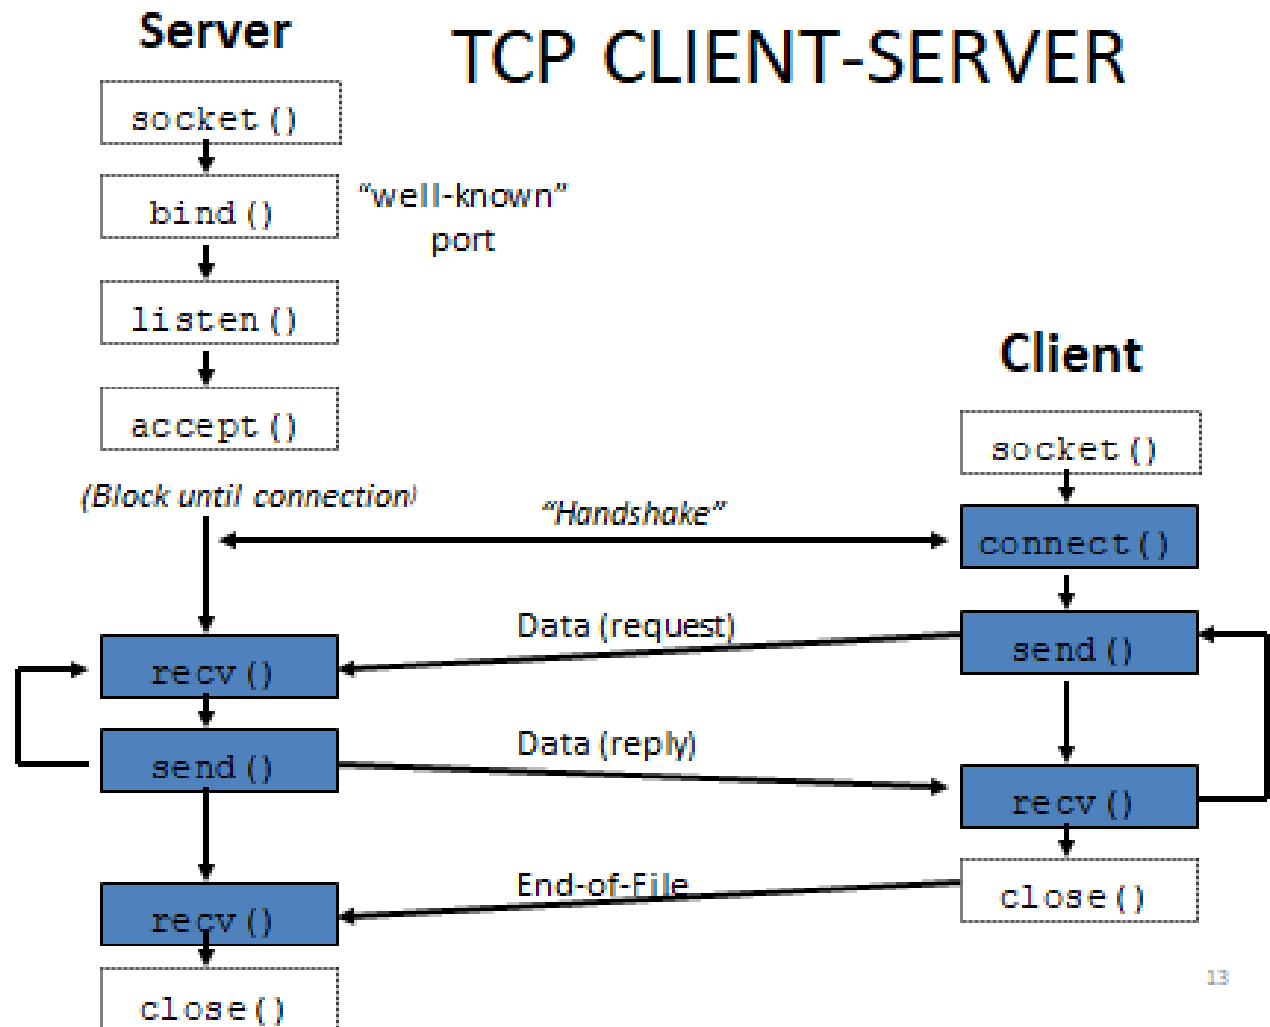 Server
TCP CLIENT-SERVER
socket()
bind()
“well-known”
port
listen()
accept()
(Block until connection)
Client
socket()
“Handshake”
connect()
Data (request)
send()
recv()
send()
Data (reply)
recv()
End-of-File
close()
recv()
close()
13